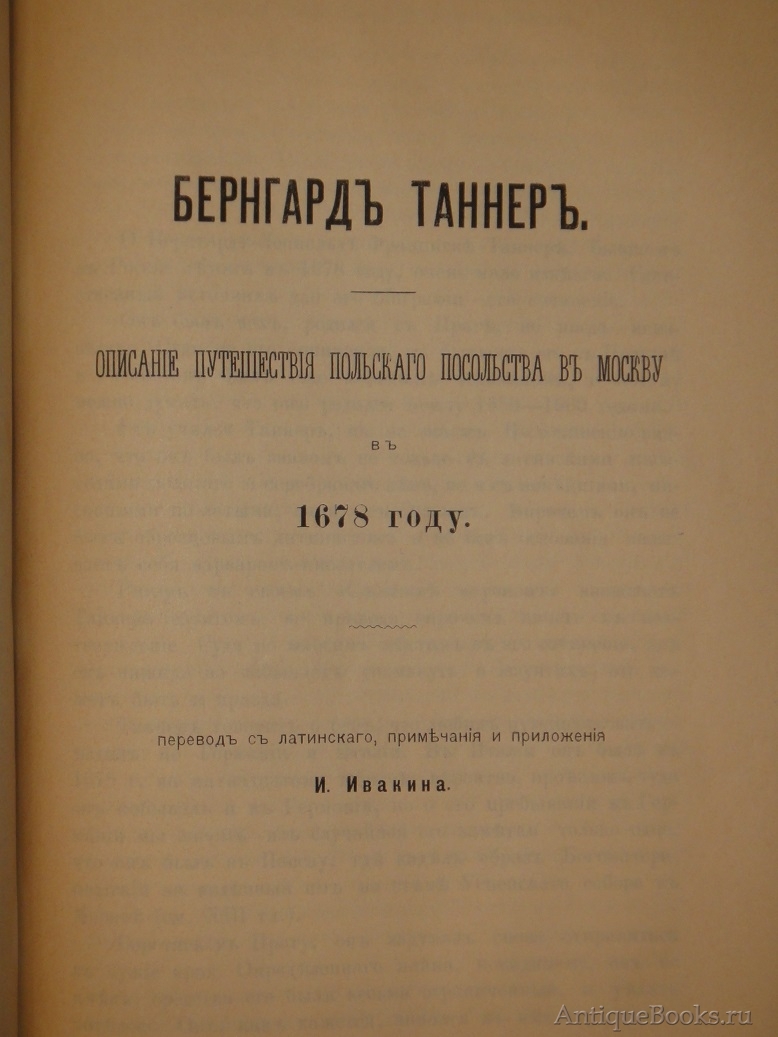 БЕРНГАРДЪ ТАННЕРЪ.
ОПИСАНІЕ ПУТЕШЕСТВІЯ ПОЛЬСКАГО ПОСОЛЬСТВА ВЪ МОСКВУ
ВЪ
1678 году.
переводъ съ латинскаго, примѣчанія и приложенія
И. Ивакина.
AntiqueBooks.ru